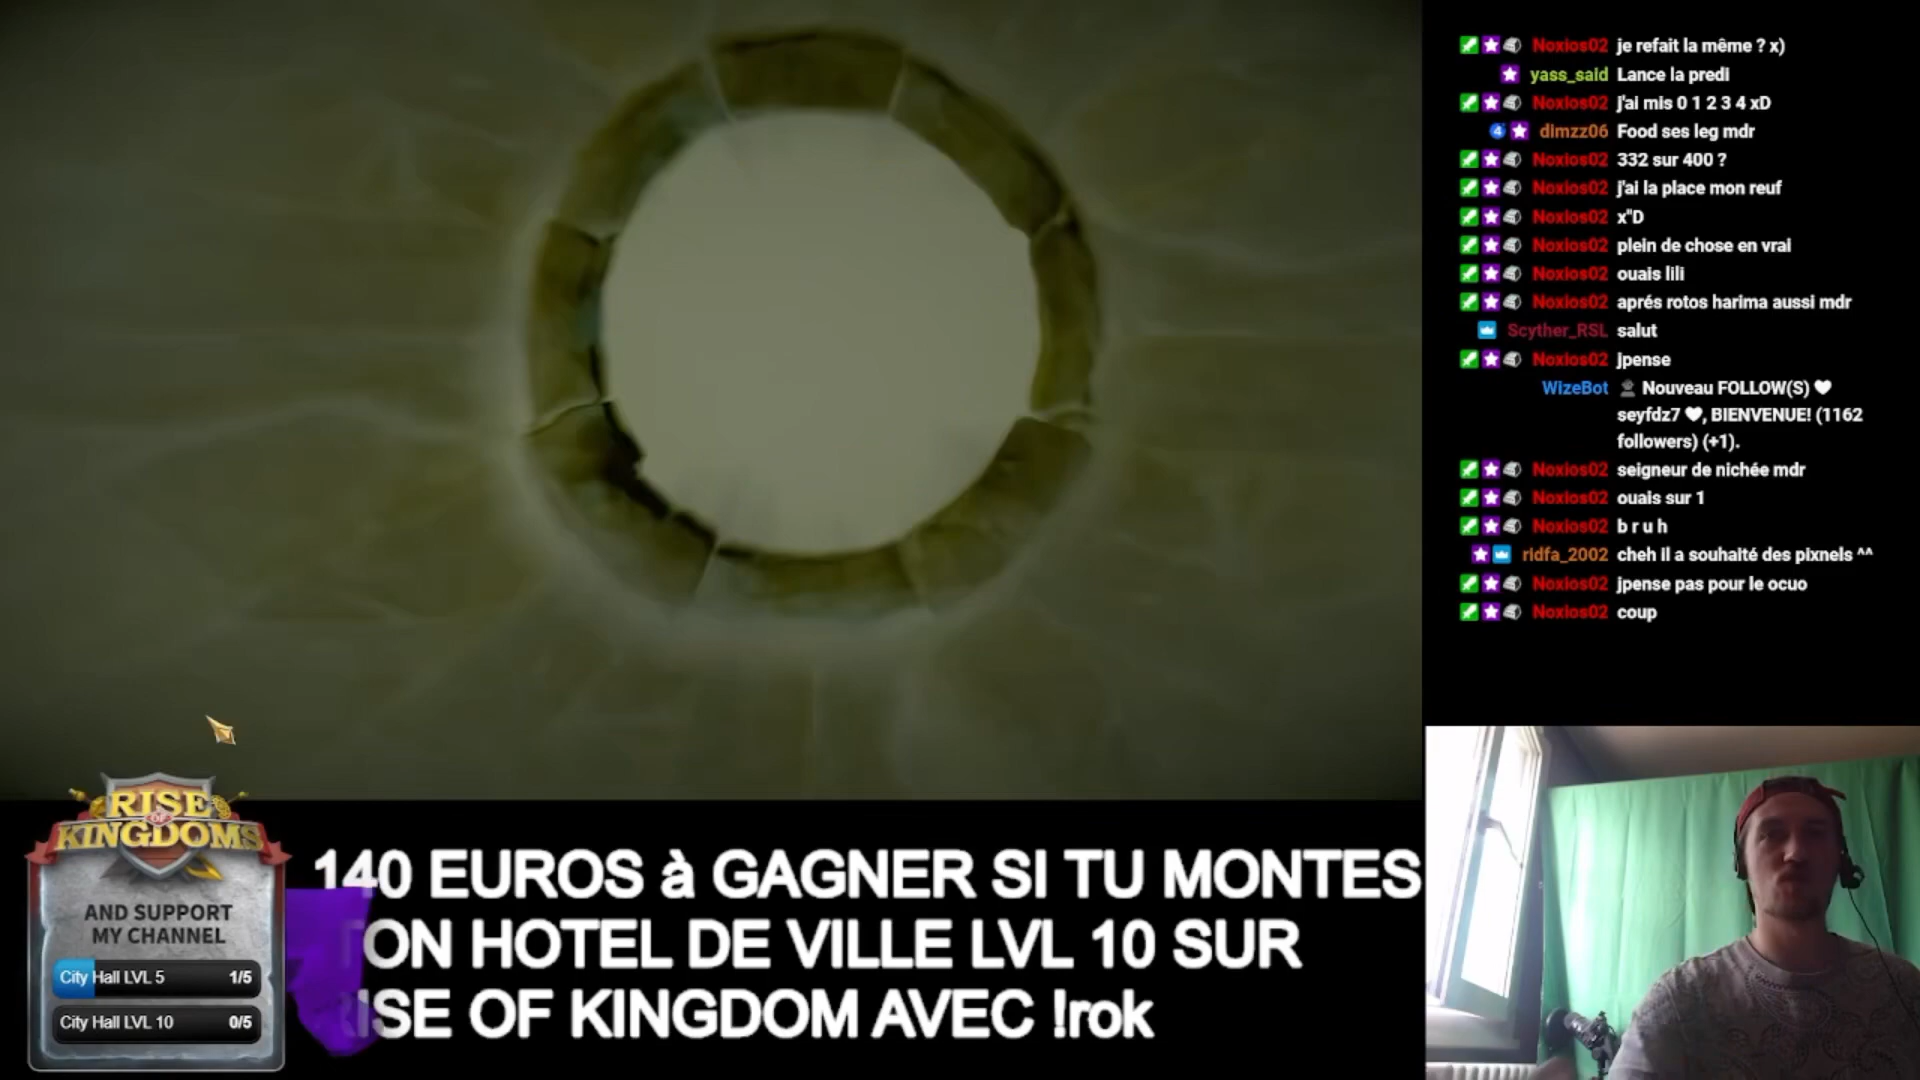 Noxios02 je refait la même ? x)
yass_said Lance la predi
Noxios02 j'ai mis 0 1 2 3 4 xD
4 dimzz06 Food ses leg mdr
Noxios02 332 sur 400 ?
Noxios02 j'ai la place mon reuf
Noxios02 x"D
Noxios02 plein de chose en vrai
Noxios02 ouais lili
Noxios02 aprés rotos harima aussi mdr
Scyther_RSL salut
Noxios02 jpense
WizeBot Nouveau FOLLOW(S)
seyfdz7, BIENVENUE! (1162
followers) (+1).
Noxios02 seigneur de nichée mdr
Noxios02 ouais sur 1
Noxios02 b r u h
ridfa_2002 cheh il a souhaité des pixnels ^^
Noxios02 jpense pas pour le ocuo
Noxios02 coup
RISE
OF
KINGDOMS
AND SUPPORT
MY CHANNEL
City Hall LVL 5 1/5
City Hall LVL 10 0/5
140 EUROS à GAGNER SI TU MONTES
TON HOTEL DE VILLE LVL 10 SUR
RISE OF KINGDOM AVEC !rok